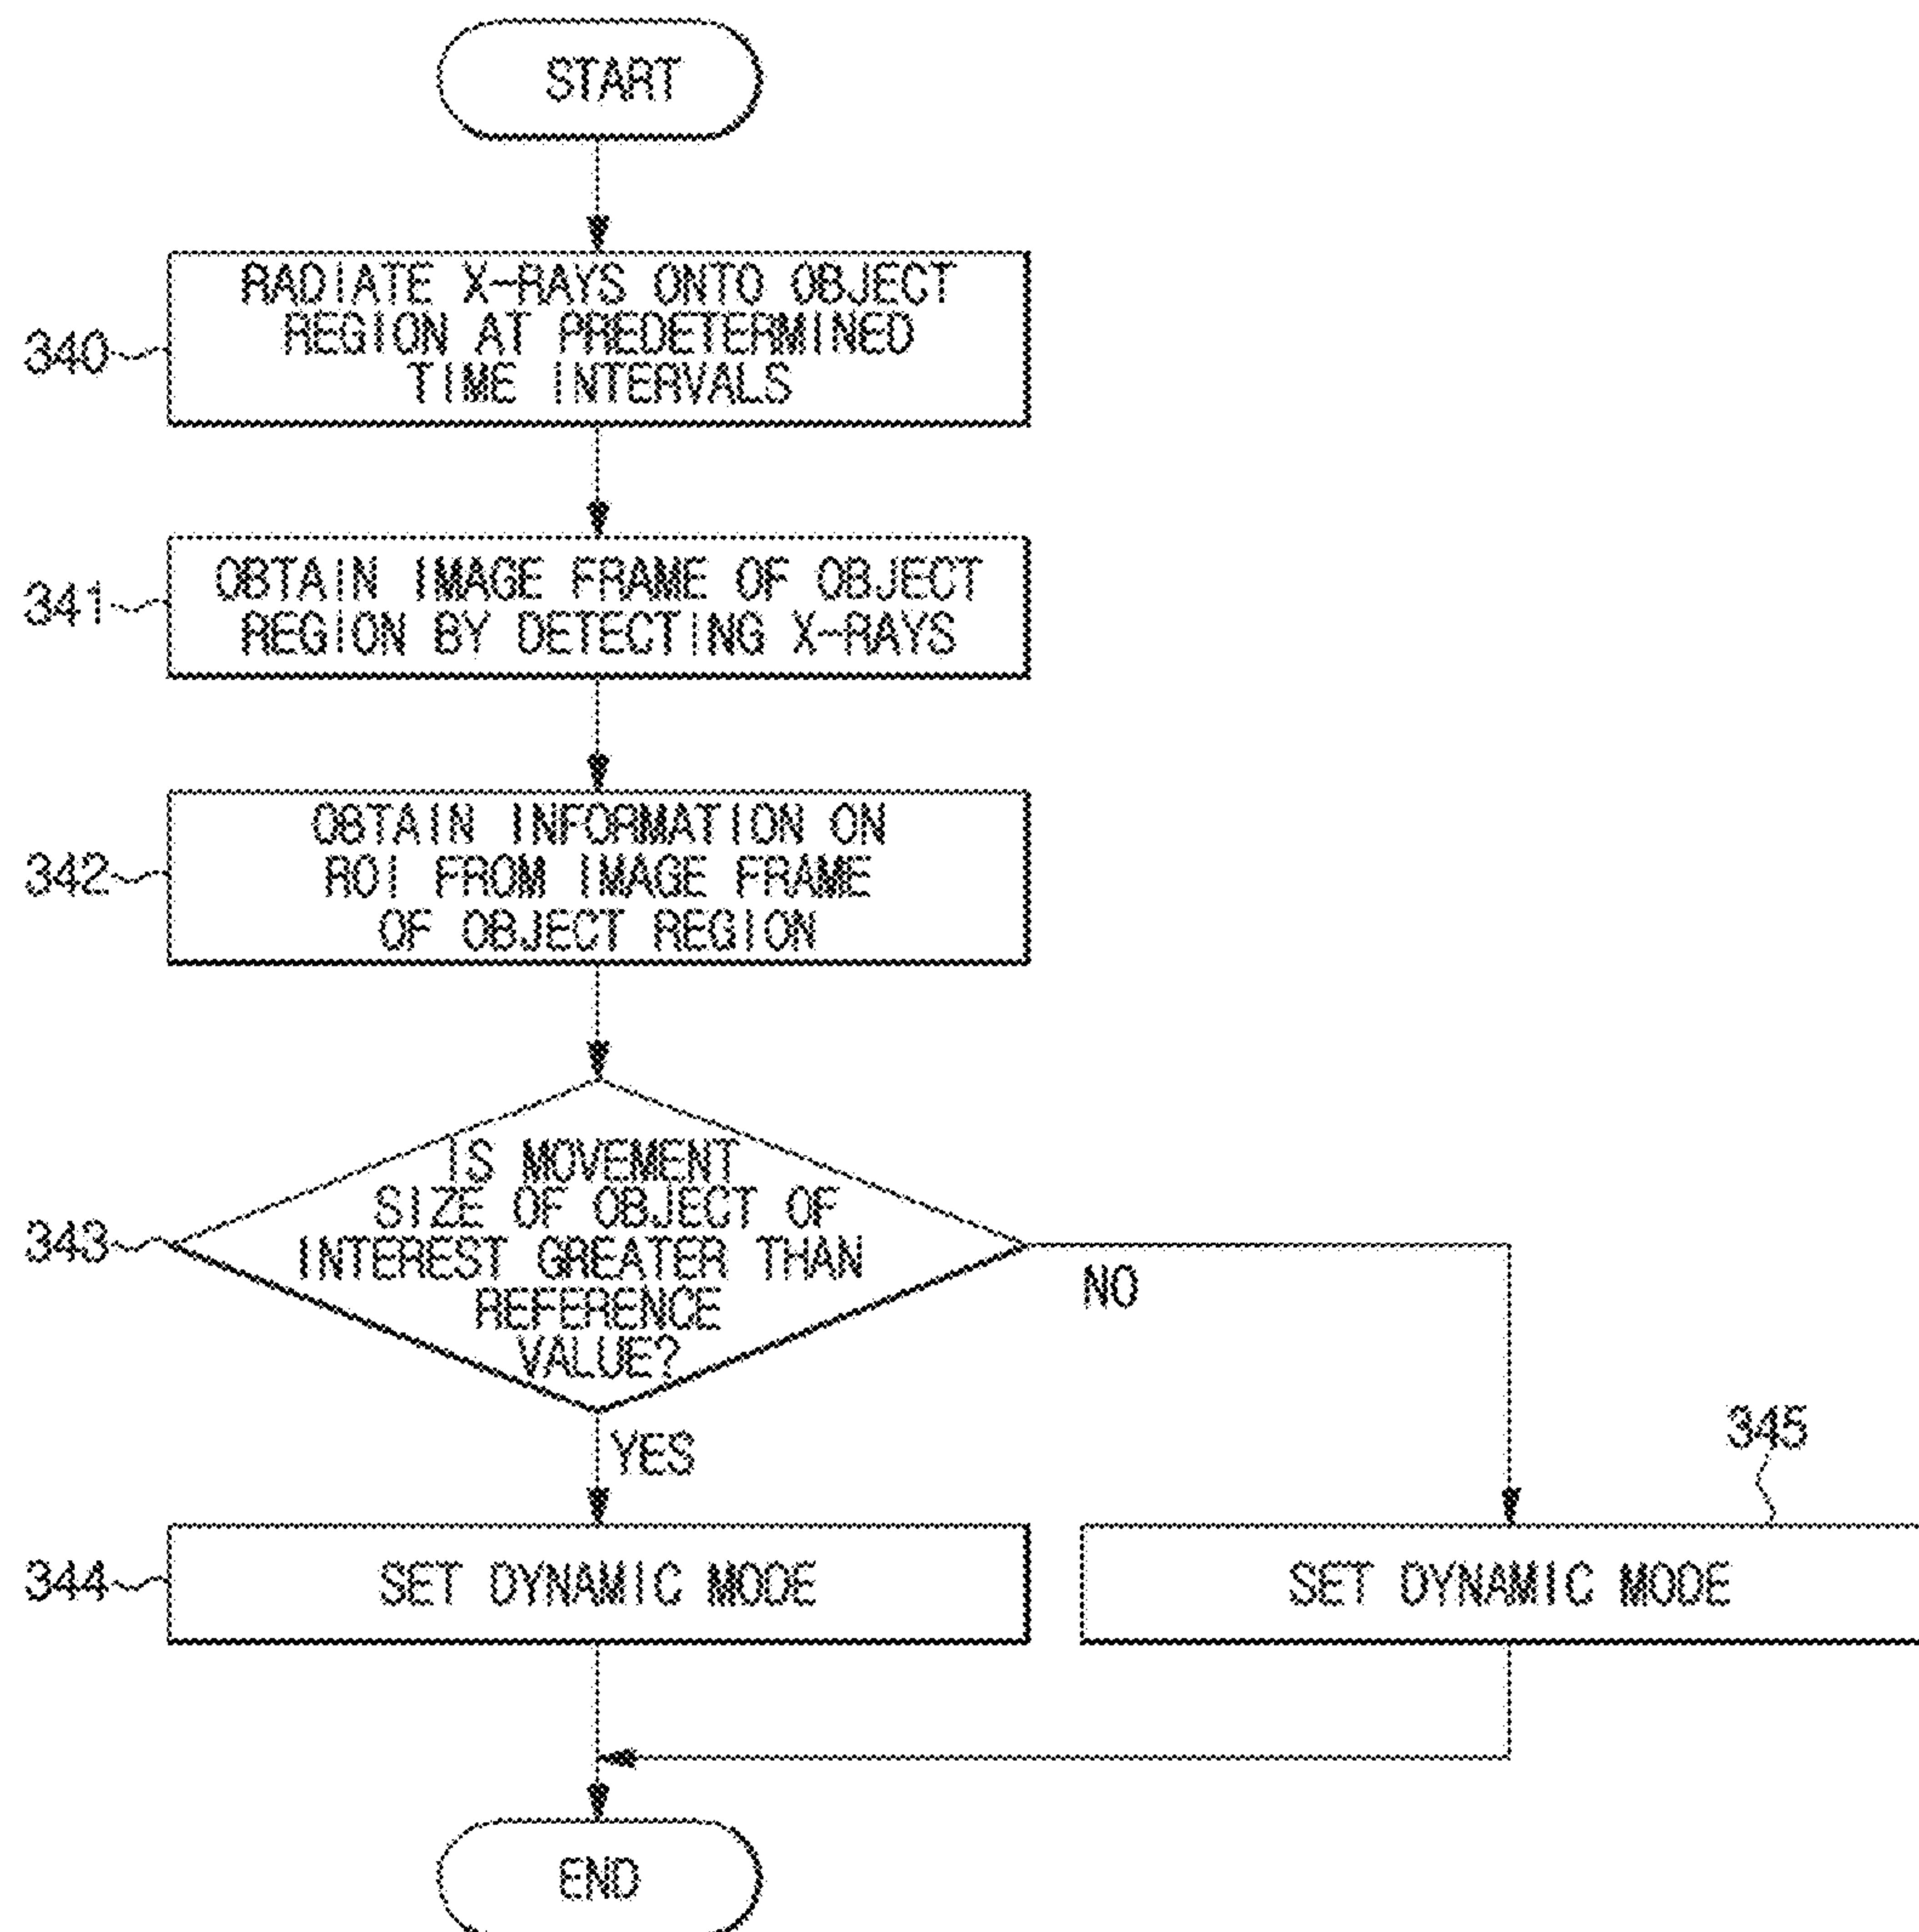 START
340
RADIATE X-RAYS ONTO OBJECT
REGION AT PREDETERMINED
TIME INTERVALS
341
OBTAIN IMAGE FRAME OF OBJECT
REGION BY DETECTING X-RAYS
342
OBTAIN INFORMATION ON
ROI FROM IMAGE FRAME
OF OBJECT REGION
343
IS MOVEMENT
SIZE OF OBJECT OF
INTEREST GREATER THAN
REFERENCE
VALUE?
NO
YES
344
SET DYNAMIC MODE
345
SET DYNAMIC MODE
END